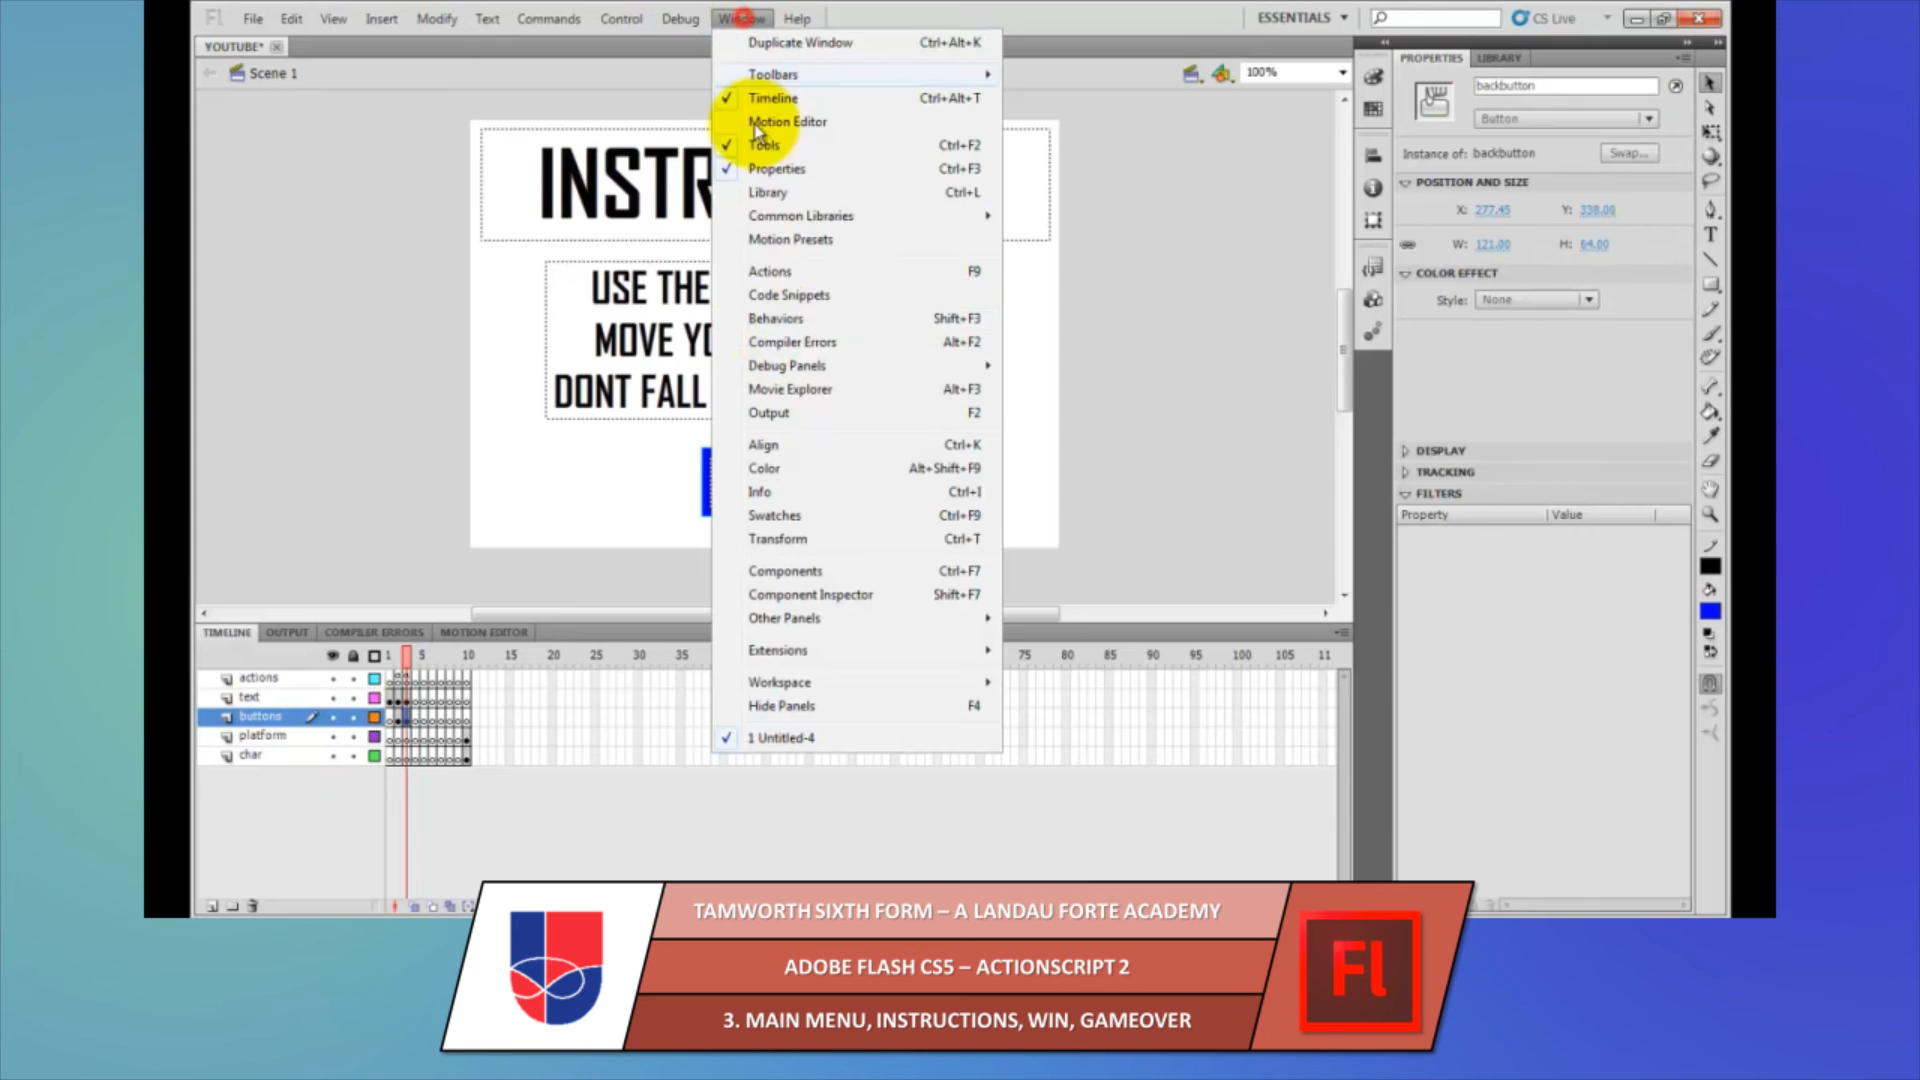 Fl File Edit View Insert Modify Text Commands Control Debug Window Help ESSENTIALS CS Live
YOUTUBE*
Scene 1 100%
Duplicate Window Ctrl+Alt+K
Toolbars
Timeline Ctrl+Alt+T
Motion Editor
Tools Ctrl+F2
Properties Ctrl+F3
Library Ctrl+L
Common Libraries
Motion Presets
Actions F9
Code Snippets
Behaviors Shift+F3
Compiler Errors Alt+F2
Debug Panels
Movie Explorer Alt+F3
Output F2
Align Ctrl+K
Color Alt+Shift+F9
Info Ctrl+I
Swatches Ctrl+F9
Transform Ctrl+T
Components Ctrl+F7
Component Inspector Shift+F7
Other Panels
Extensions
Workspace
Hide Panels F4
1 Untitled-4
INSTR
USE THE
MOVE YO
DONT FALL
PROPERTIES LIBRARY
backbutton
Button
Instance of: backbutton Swap...
POSITION AND SIZE
X: 277.45 Y: 338.00
W: 121.00 H: 64.00
COLOR EFFECT
Style: None
DISPLAY
TRACKING
FILTERS
Property Value
TIMELINE OUTPUT COMPILER ERRORS MOTION EDITOR
1 5 10 15 20 25 30 35 75 80 85 90 95 100 105 11
actions
text
buttons
platform
char
TAMWORTH SIXTH FORM – A LANDAU FORTE ACADEMY
ADOBE FLASH CS5 – ACTIONSCRIPT 2
3. MAIN MENU, INSTRUCTIONS, WIN, GAMEOVER
Fl